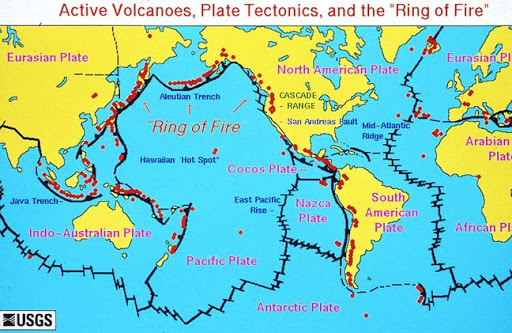 Active Volcanoes, Plate Tectonics, and the "Ring of Fire"
Eurasian Plate
North American Plate
Eurasian Plate
Aleutian Trench
CASCADE
RANGE
"Ring of Fire
San Andreas Fault
Mid-Atlantic
Ridge
Arabian
Plate
Hawaiian "Hot Spot"
Cocos Plate
Java Trench
East Pacific
Rise
Nazca
Plate
South
American
Plate
Indo-Australian Plate
African Pl
Pacific Plate
Antarctic Plate
USGS